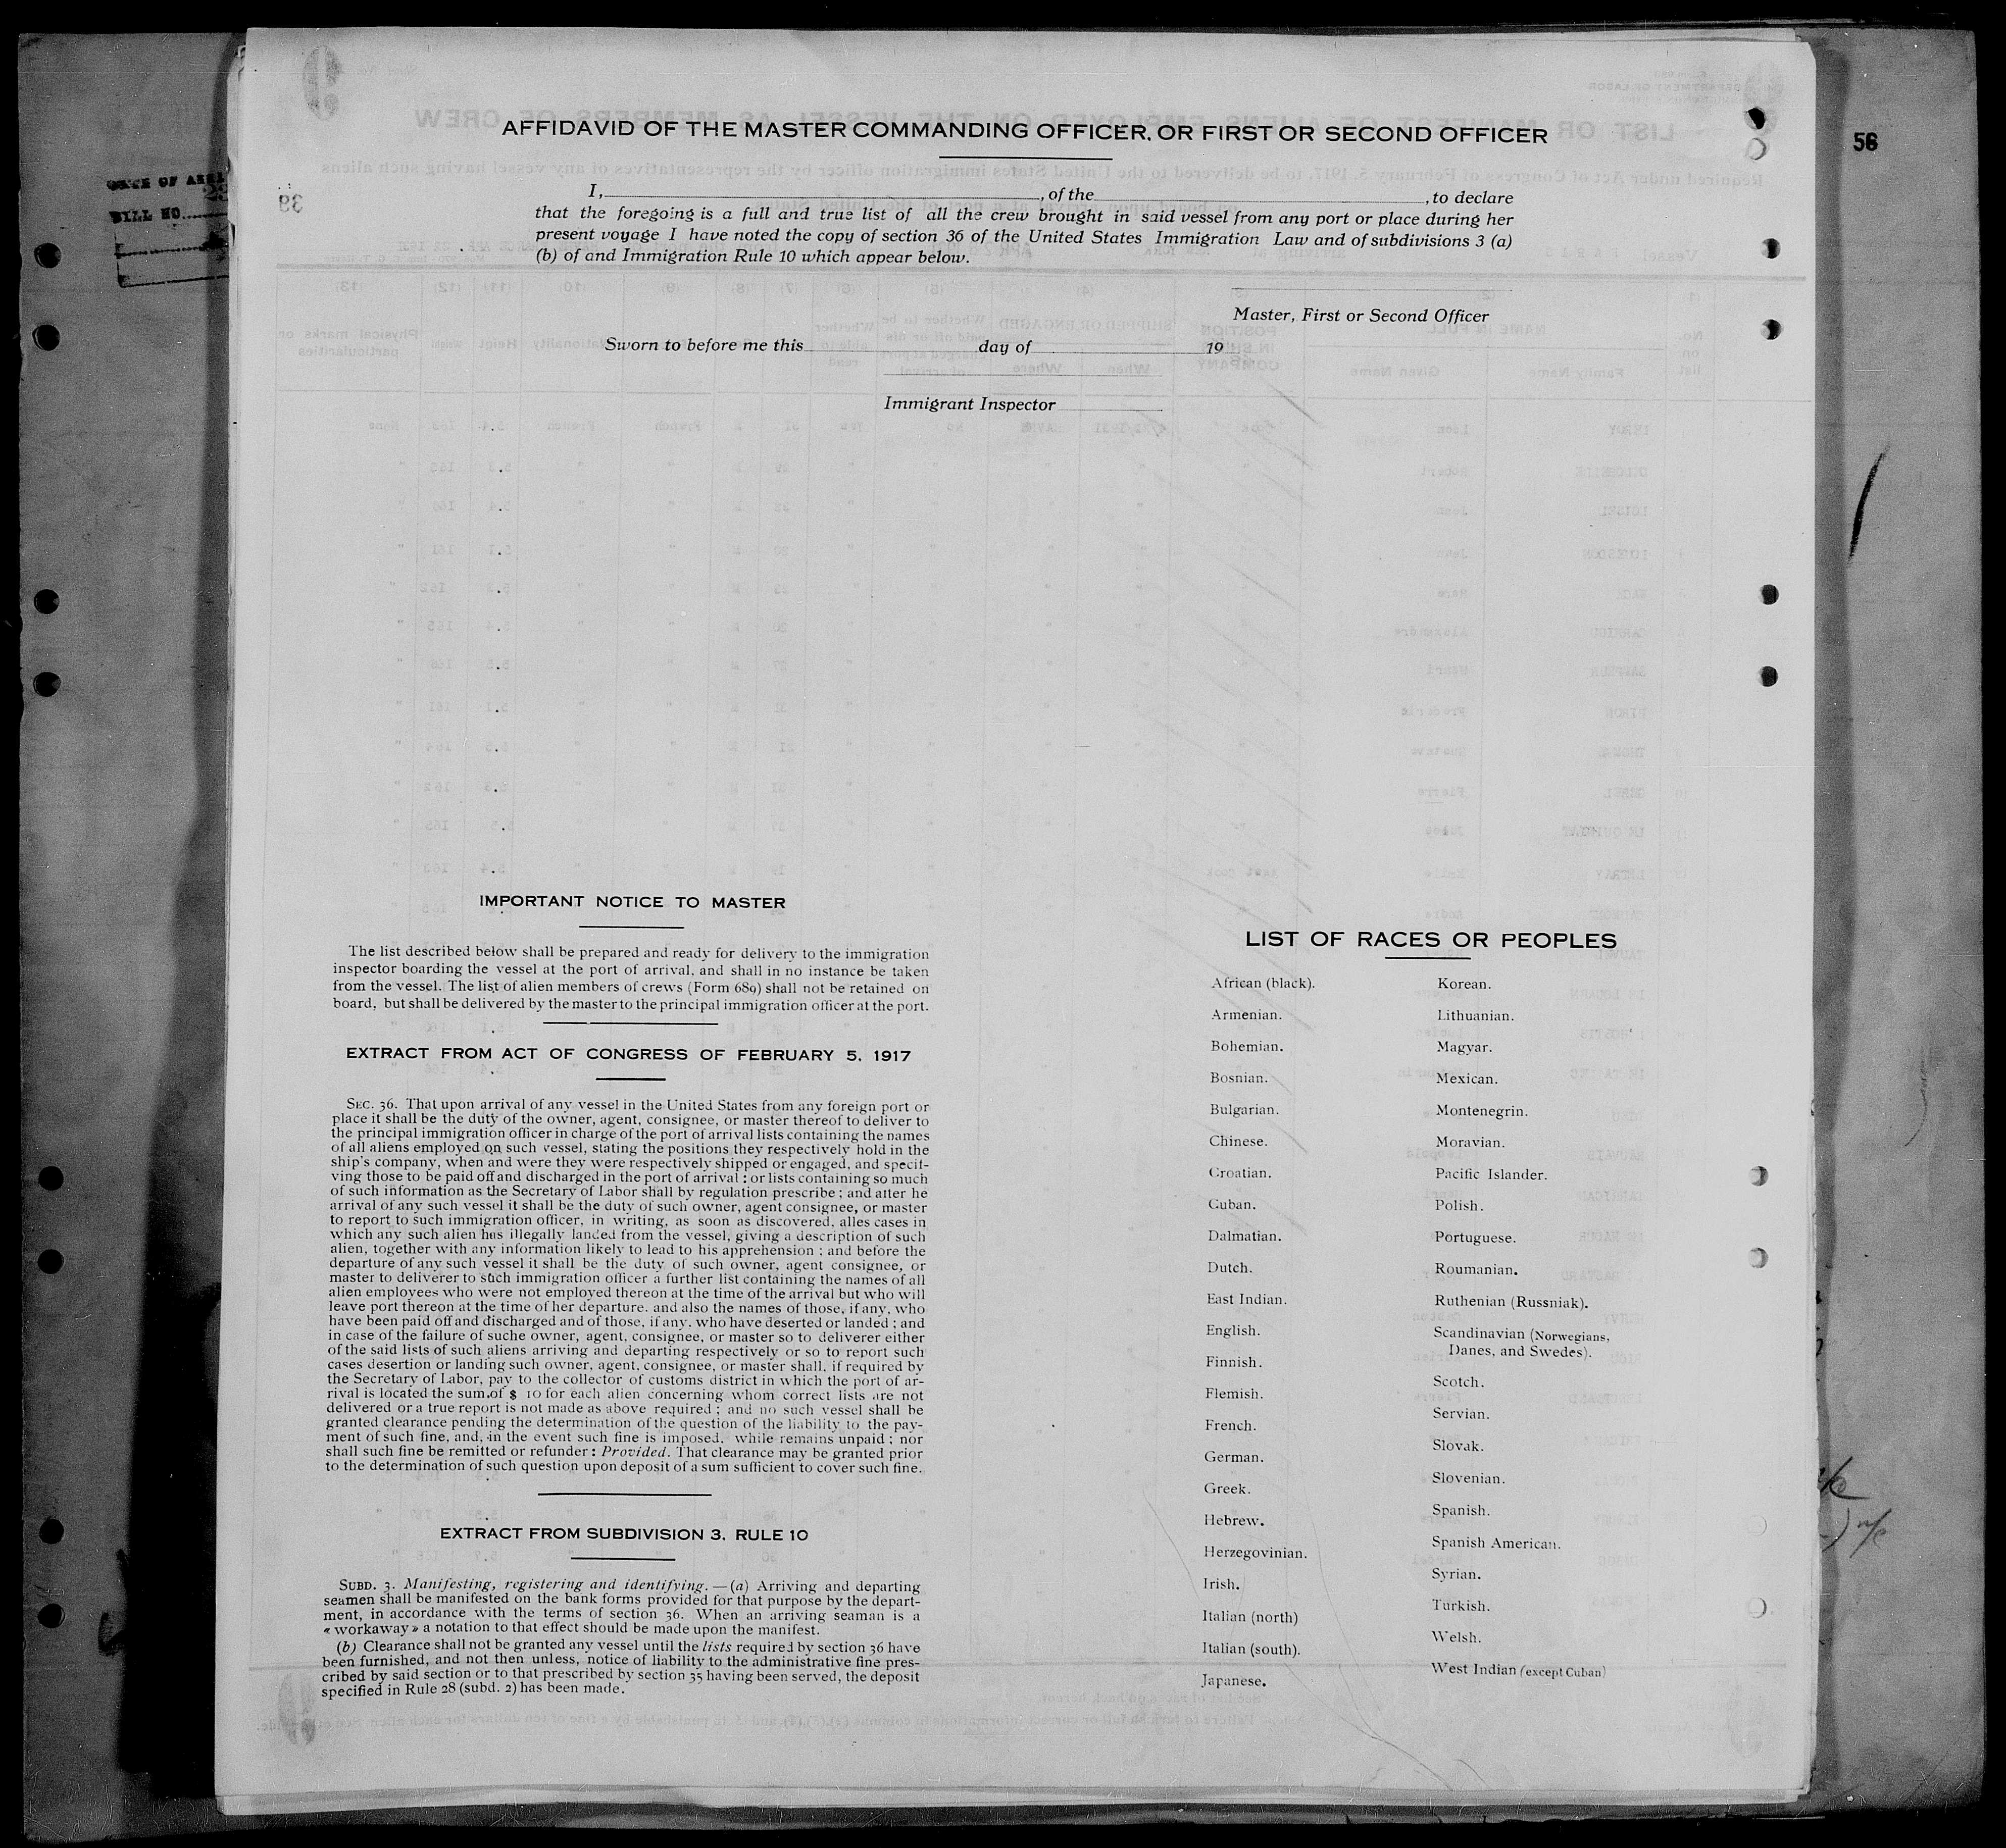 AFFIDAVID OF THE MASTER COMMANDING OFFICER, OR FIRST OR SECOND OFFICER
56
I, , of the , to declare
that the foregoing is a full and true list of all the crew brought in said vessel from any port or place during her
present voyage I have noted the copy of section 36 of the United States Immigration Law and of subdivisions 3 (a)
(b) of and Immigration Rule 10 which appear below.
Master, First or Second Officer
Sworn to before me this day of 19
Immigrant Inspector
BILL NO.
IMPORTANT NOTICE TO MASTER
The list described below shall be prepared and ready for delivery to the immigration
inspector boarding the vessel at the port of arrival, and shall in no instance be taken
from the vessel. The list of alien members of crews (Form 689) shall not be retained on
board, but shall be delivered by the master to the principal immigration officer at the port.
EXTRACT FROM ACT OF CONGRESS OF FEBRUARY 5, 1917
SEC. 36. That upon arrival of any vessel in the United States from any foreign port or
place it shall be the duty of the owner, agent, consignee, or master thereof to deliver to
the principal immigration officer in charge of the port of arrival lists containing the names
of all aliens employed on such vessel, stating the positions they respectively hold in the
ship's company, when and were they were respectively shipped or engaged, and specif-
ving those to be paid off and discharged in the port of arrival : or lists containing so much
of such information as the Secretary of Labor shall by regulation prescribe ; and atter he
arrival of any such vessel it shall be the duty of such owner, agent consignee, or master
to report to such immigration officer, in writing, as soon as discovered, alles cases in
which any such alien has illegally landed from the vessel, giving a description of such
alien, together with any information likely to lead to his apprehension ; and before the
departure of any such vessel it shall be the duty of such owner, agent consignee, or
master to deliverer to such immigration officer a further list containing the names of all
alien employees who were not employed thereon at the time of the arrival but who will
leave port thereon at the time of her departure. and also the names of those, if any, who
have been paid off and discharged and of those, if any, who have deserted or landed ; and
in case of the failure of suche owner, agent, consignee, or master so to deliverer either
of the said lists of such aliens arriving and departing respectively or so to report such
cases desertion or landing such owner, agent, consignee, or master shall, if required by
the Secretary of Labor, pay to the collector of customs district in which the port of ar-
rival is located the sum of $ 10 for each alien concerning whom correct lists are not
delivered or a true report is not made as above required ; and no such vessel shall be
granted clearance pending the determination of the question of the liability to the pay-
ment of such fine, and, in the event such fine is imposed, while remains unpaid ; nor
shall such fine be remitted or refunder : Provided. That clearance may be granted prior
to the determination of such question upon deposit of a sum sufficient to cover such fine.
EXTRACT FROM SUBDIVISION 3, RULE 10
SUBD. 3. Manifesting, registering and identifying. — (a) Arriving and departing
seamen shall be manifested on the bank forms provided for that purpose by the depart-
ment, in accordance with the terms of section 36. When an arriving seaman is a
« workaway » a notation to that effect should be made upon the manifest.
(b) Clearance shall not be granted any vessel until the lists required by section 36 have
been furnished, and not then unless, notice of liability to the administrative fine pres-
cribed by said section or to that prescribed by section 35 having been served, the deposit
specified in Rule 28 (subd. 2) has been made.
LIST OF RACES OR PEOPLES
African (black).
Armenian.
Bohemian.
Bosnian.
Bulgarian.
Chinese.
Croatian.
Cuban.
Dalmatian.
Dutch.
East Indian.
English.
Finnish.
Flemish.
French.
German.
Greek.
Hebrew.
Herzegovinian.
Irish.
Italian (north)
Italian (south).
Japanese.
Korean.
Lithuanian.
Magyar.
Mexican.
Montenegrin.
Moravian.
Pacific Islander.
Polish.
Portuguese.
Roumanian.
Ruthenian (Russniak).
Scandinavian (Norwegians,
Danes, and Swedes).
Scotch.
Servian.
Slovak.
Slovenian.
Spanish.
Spanish American.
Syrian.
Turkish.
Welsh.
West Indian (except Cuban)